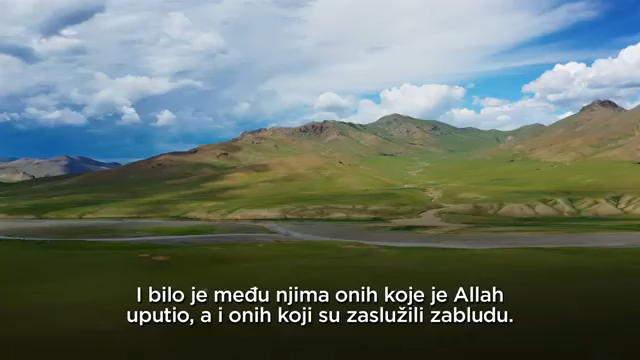 I bilo je među njima onih koje je Allah
uputio, a i onih koji su zaslužili zabludu.